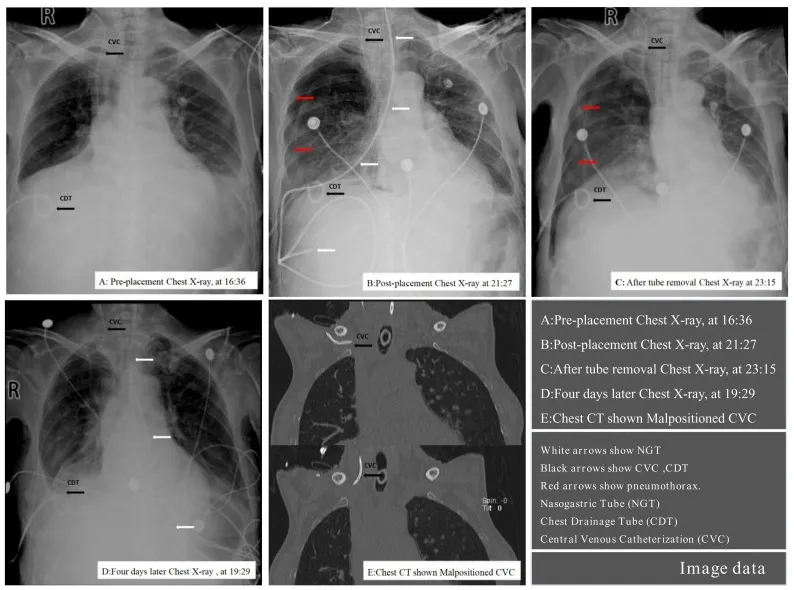 R
CVC
CDT
A: Pre-placement Chest X-ray, at 16:36
CVC
CDT
B:Post-placement Chest X-ray at 21:27
R
CVC
CDT
C: After tube removal Chest X-ray at 23:15
CVC
R
CDT
D:Four days later Chest X-ray , at 19:29
CVC
CVC
Spin: -0
Tilt 0
E:Chest CT shown Malpositioned CVC
A:Pre-placement Chest X-ray, at 16:36
B:Post-placement Chest X-ray, at 21:27
C:After tube removal Chest X-ray, at 23:15
D:Four days later Chest X-ray, at 19:29
E:Chest CT shown Malpositioned CVC
White arrows show NGT
Black arrows show CVC ,CDT
Red arrows show pneumothorax.
Nasogastric Tube (NGT)
Chest Drainage Tube (CDT)
Central Venous Catheterization (CVC)
Image data